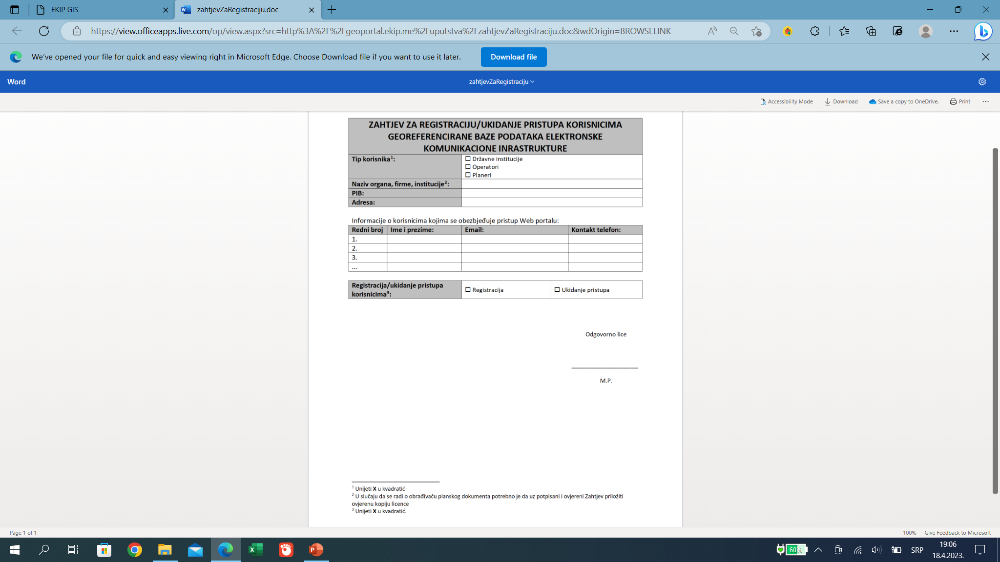 EKIP GIS
zahtjevZaRegistraciju.doc
https://view.officeapps.live.com/op/view.aspx?src=http%3A%2F%2Fgeoportal.ekip.me%2Fuputstva%2FzahtjevZaRegistraciju.doc&wdOrigin=BROWSELINK
We've opened your file for quick and easy viewing right in Microsoft Edge. Choose Download file if you want to use it later.
Download file
Word
zahtjevZaRegistraciju
Accessibility Mode
Download
Save a copy to OneDrive.
Print
ZAHTJEV ZA REGISTRACIJU/UKIDANJE PRISTUPA KORISNICIMA
GEOREFERENCIRANE BAZE PODATAKA ELEKTRONSKE
KOMUNIKACIONE INRASTRUKTURE
Tip korisnika¹:
☐ Državne institucije
☐ Operatori
☐ Planeri
Naziv organa, firme, institucije²:
PIB:
Adresa:
Informacije o korisnicima kojima se obezbjeđuje pristup Web portalu:
Redni broj Ime i prezime: Email: Kontakt telefon:
1.
2.
3.
...
Registracija/ukidanje pristupa
korisnicima³:
☐ Registracija
☐ Ukidanje pristupa
Odgovorno lice
M.P.
¹ Unijeti X u kvadratić
² U slučaju da se radi o obrađivaču planskog dokumenta potrebno je da uz potpisani i ovjereni Zahtjev priložiti
ovjerenu kopiju licence
³ Unijeti X u kvadratić.
Page 1 of 1
100%
Give Feedback to Microsoft
60%
SRP
19:06
18.4.2023.